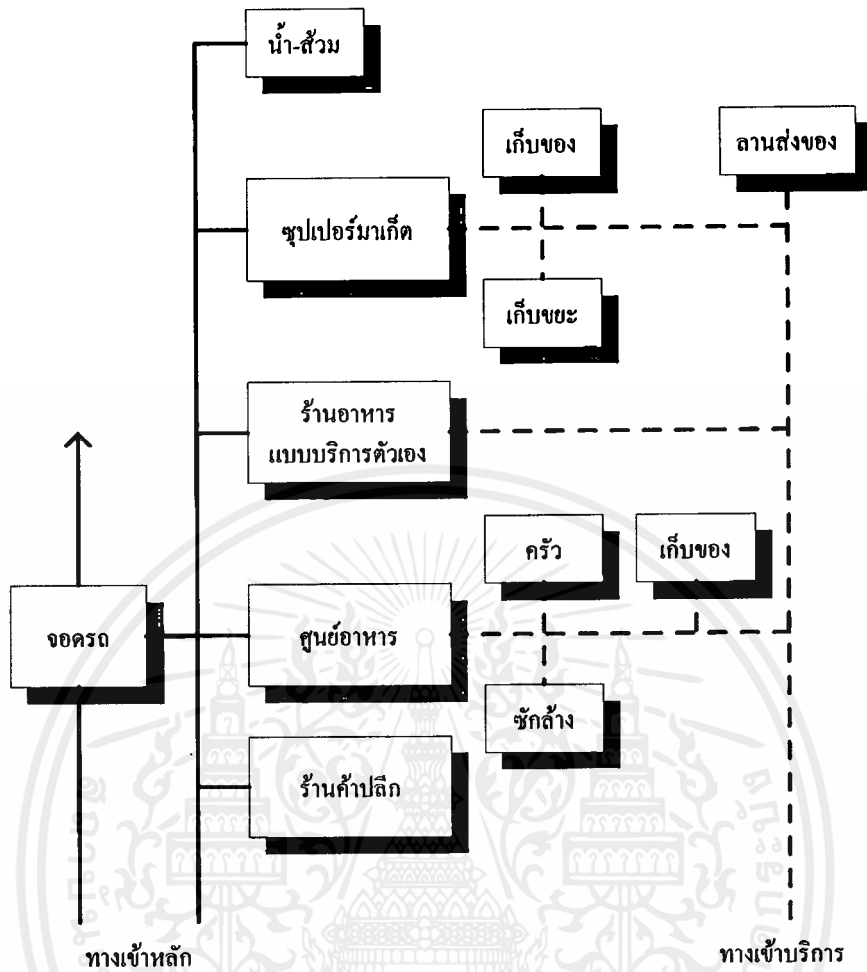 น้ำ-ส้วม
เก็บของ
ลานส่งของ
ซุปเปอร์มาเก็ต
เก็บขยะ
ร้านอาหาร
แบบบริการตัวเอง
ครัว
เก็บของ
จอดรถ
ศูนย์อาหาร
ซักล้าง
ร้านค้าปลีก
ทางเข้าหลัก
ทางเข้าบริการ